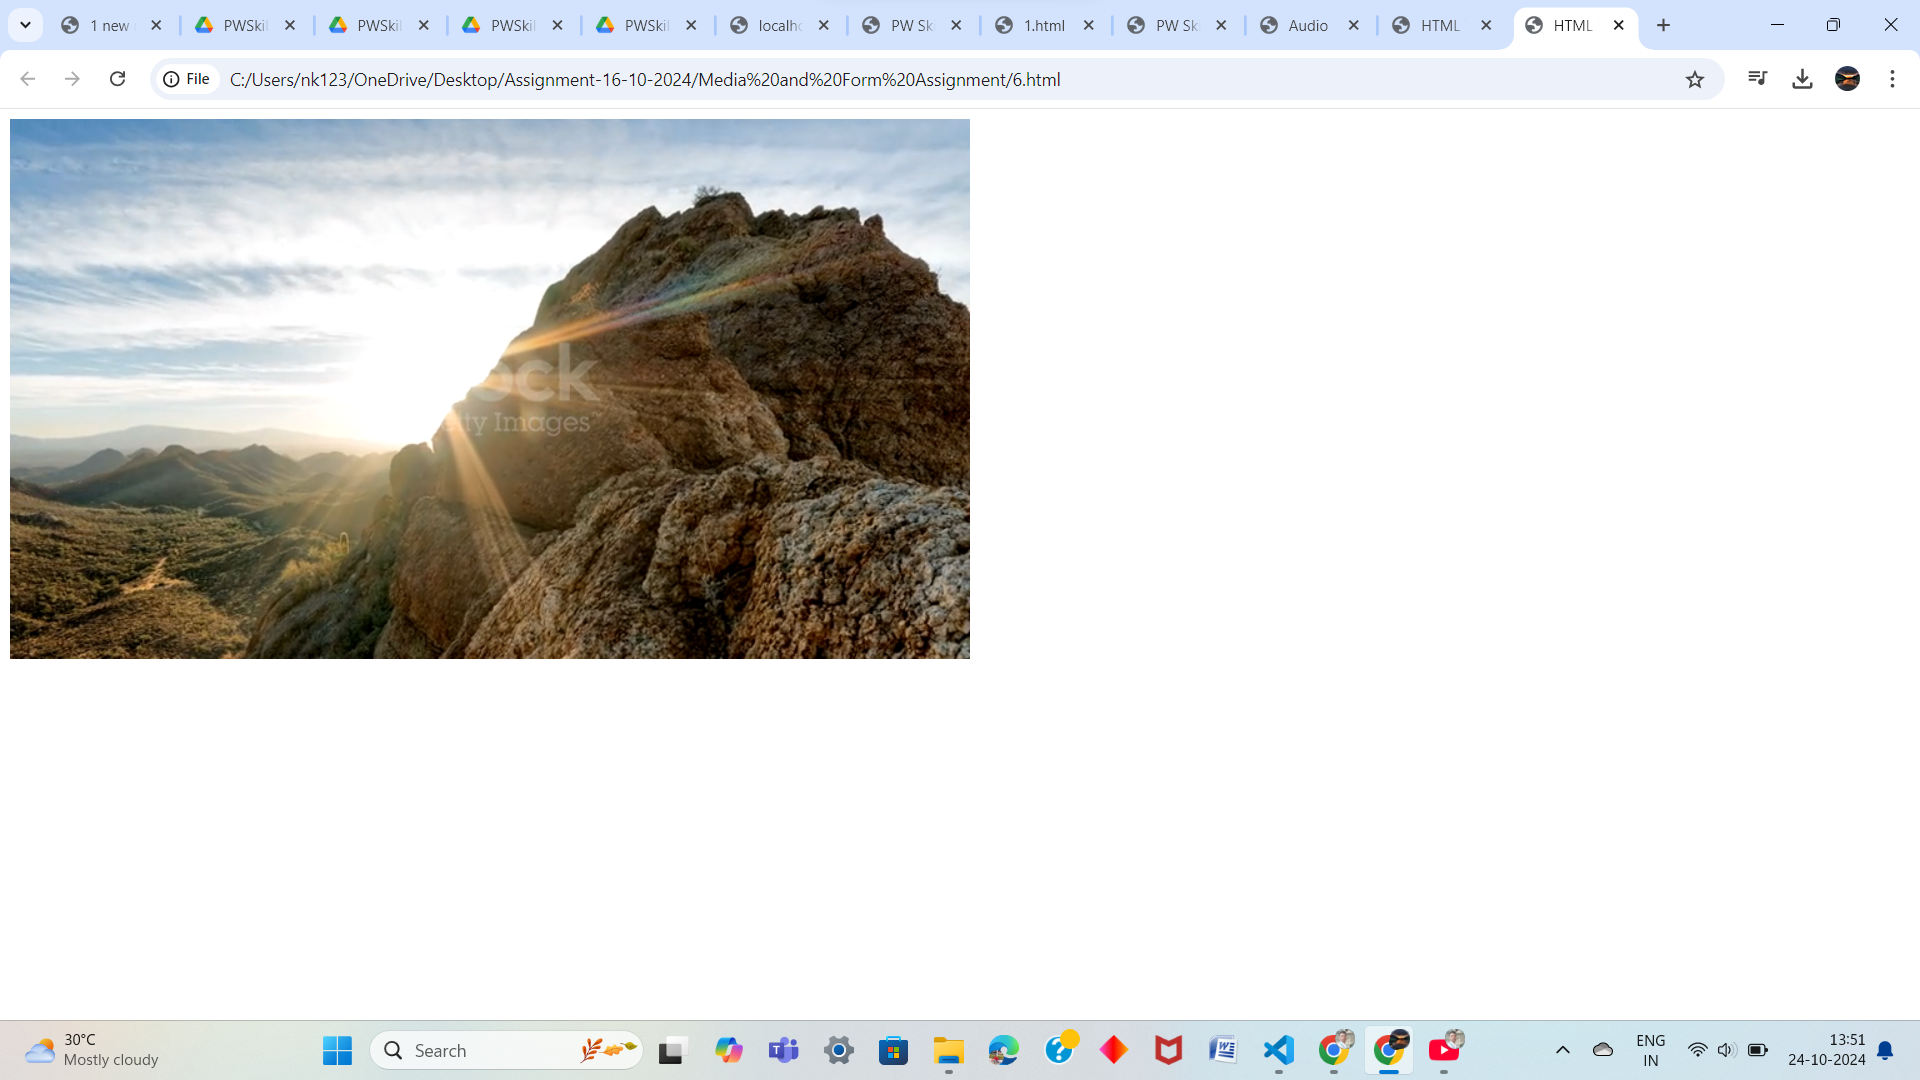 1 new
PWSkil
PWSkil
PWSkil
PWSkil
localho
PW Sk
1.html
PW Sk
Audio
HTML
HTML
File
C:/Users/nk123/OneDrive/Desktop/Assignment-16-10-2024/Media%20and%20Form%20Assignment/6.html
ock
tty Images
30°C
Mostly cloudy
Search
ENG
IN
13:51
24-10-2024